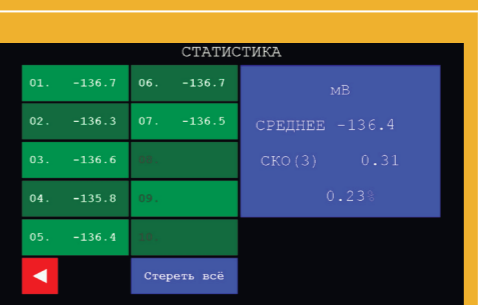 СТАТИСТИКА
01. -136.7
02. -136.3
03. -136.6
04. -135.8
05. -136.4
06. -136.7
07. -136.5
08.
09.
10.
мВ
СРЕДНЕЕ -136.4
СКО(3) 0.31
0.23%
Стереть всё